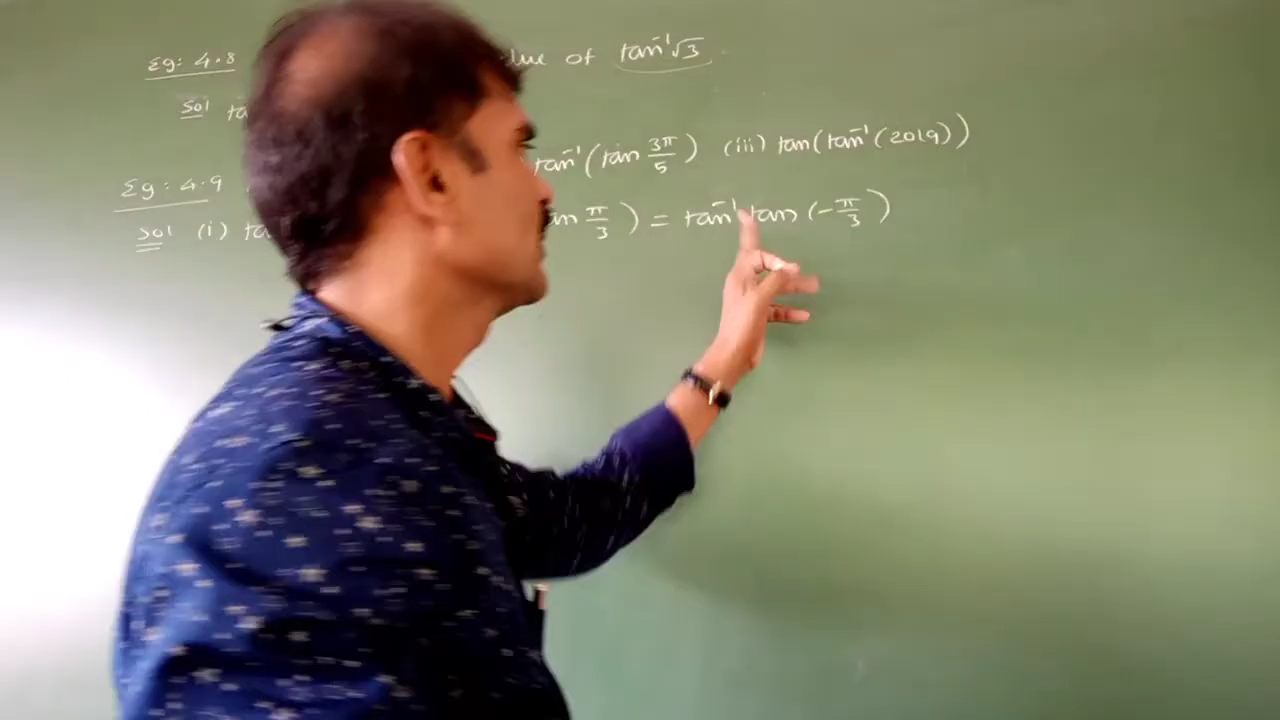 Eg: 4.8 lue of tan⁻¹√3
Sol ta
Eg: 4.9 tan⁻¹(tan 3π/5) (iii) tan(tan⁻¹(2019))
Sol (i) ta an π/3) = tan⁻¹ tan (-π/3)